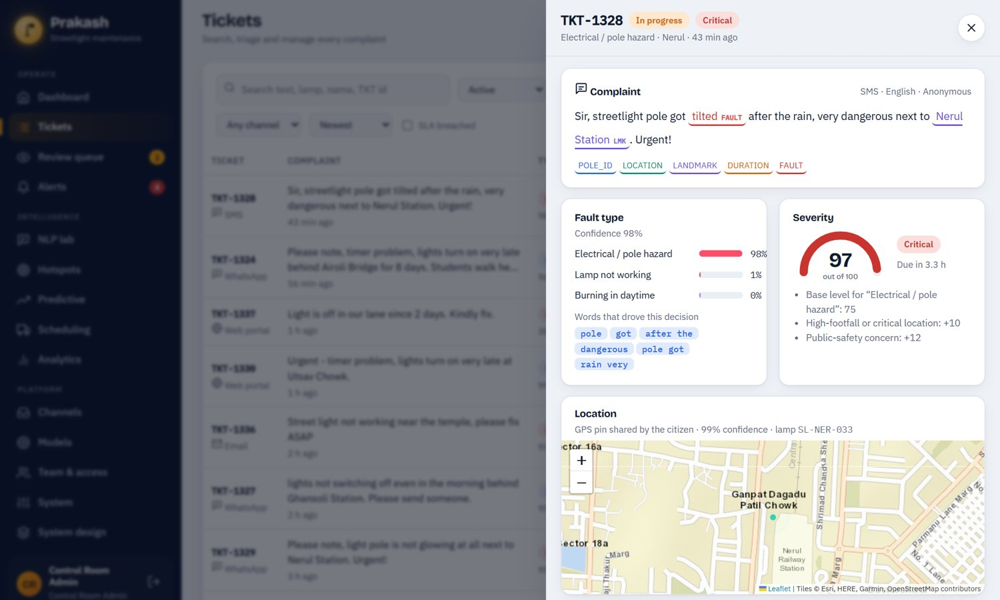 Prakash
Streetlight maintenance
OPERATE
Dashboard
Tickets
Review queue
Alerts
INTELLIGENCE
NLP lab
Hotspots
Predictive
Scheduling
Analytics
PLATFORM
Channels
Models
Team & access
System
System design
Control Room
Admin
Control Room Admin
Tickets
Search, triage and manage every complaint
Search text, lamp, name, TKT id
Active
Any channel
Newest
SLA breached
TICKET COMPLAINT
TKT-1328
SMS
Sir, streetlight pole got tilted after the rain, very
dangerous next to Nerul Station. Urgent!
43 min ago
TKT-1324
WhatsApp
Please note, timer problem, lights turn on very late
behind Airoli Bridge for 8 days. Students walk he...
56 min ago
TKT-1337
Web portal
Light is off in our lane since 2 days. Kindly fix.
1 h ago
TKT-1330
Web portal
Urgent - timer problem, lights turn on very late at
Utsav Chowk.
1 h ago
TKT-1336
Email
Street light not working near the temple, please fix
ASAP
2 h ago
TKT-1327
WhatsApp
lights not switching off even in the morning behind
Ghansoli Station. Please send someone.
2 h ago
TKT-1329
WhatsApp
Please note, light pole is not glowing at all next to
Nerul Station. Urgent!
3 h ago
TKT-1328 In progress Critical
Electrical / pole hazard · Nerul · 43 min ago
Complaint
SMS · English · Anonymous
Sir, streetlight pole got tilted FAULT after the rain, very dangerous next to Nerul
Station LMK . Urgent!
POLE_ID LOCATION LANDMARK DURATION FAULT
Fault type
Confidence 98%
Electrical / pole hazard 98%
Lamp not working 1%
Burning in daytime 0%
Words that drove this decision
pole got after the
dangerous pole got
rain very
Severity
97
out of 100
Critical
Due in 3.3 h
• Base level for “Electrical / pole
hazard”: 75
• High-footfall or critical location: +10
• Public-safety concern: +12
Location
GPS pin shared by the citizen · 99% confidence · lamp SL-NER-033
ector 16a
+
−
Ganpat Dagadu
Patil Chowk
Central
Shrimad Chandra She
Parmanu Lane Marg No.
No. 1 Lane
ector 18a
Marg
aji Thakur
Nerul
Railway
Station
a Marg
Leaflet | Tiles © Esri, HERE, Garmin, OpenStreetMap contributors